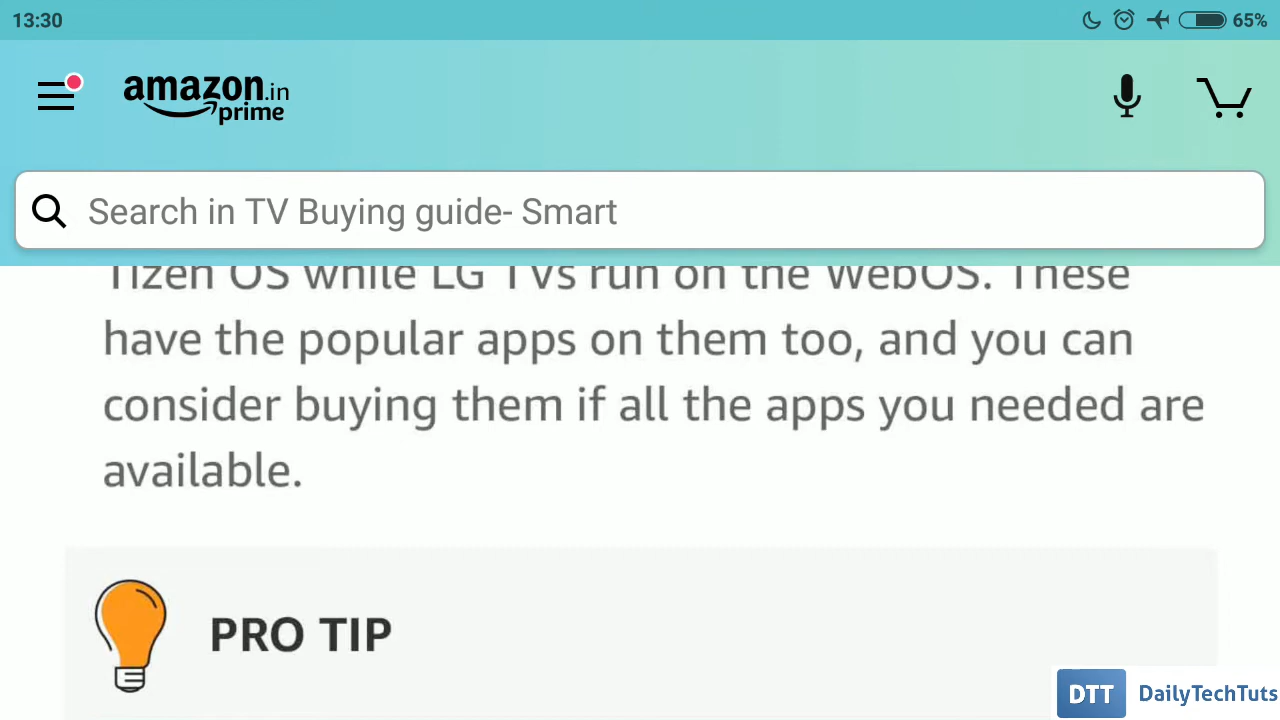 13:30
65%
amazon.in
prime
Search in TV Buying guide- Smart
Tizen OS while LG TVs run on the WebOS. These
have the popular apps on them too, and you can
consider buying them if all the apps you needed are
available.
PRO TIP
DTT DailyTechTuts